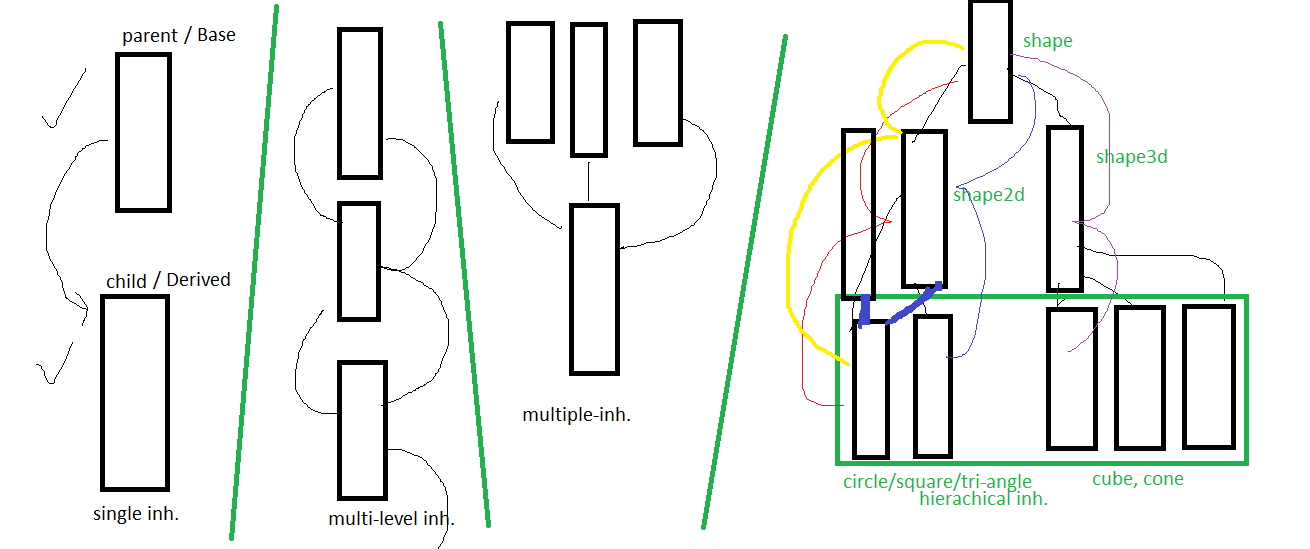 parent / Base
child / Derived
single inh.
multi-level inh.
multiple-inh.
shape
shape2d
shape3d
circle/square/tri-angle
hierachical inh.
cube, cone